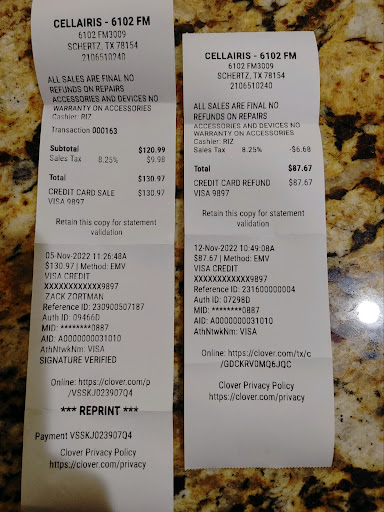 CELLAIRIS - 6102 FM
6102 FM3009
SCHERTZ, TX 78154
2106510240
ALL SALES ARE FINAL NO
REFUNDS ON REPAIRS
ACCESSORIES AND DEVICES NO
WARRANTY ON ACCESSORIES
Cashier: RIZ
Transaction 000163
Subtotal $120.99
Sales Tax 8.25% $9.98
Total $130.97
CREDIT CARD SALE $130.97
VISA 9897
Retain this copy for statement
validation
05-Nov-2022 11:26:48A
$130.97 | Method: EMV
VISA CREDIT
XXXXXXXXXXXX9897
ZACK ZORTMAN
Reference ID: 230900507187
Auth ID: 09466D
MID: ********0887
AID: A0000000031010
AthNtwkNm: VISA
SIGNATURE VERIFIED
Online: https://clover.com/p
/VSSKJ023907Q4
*** REPRINT ***
Payment VSSKJ023907Q4
Clover Privacy Policy
https://clover.com/privacy
CELLAIRIS - 6102 FM
6102 FM3009
SCHERTZ, TX 78154
2106510240
ALL SALES ARE FINAL NO
REFUNDS ON REPAIRS
ACCESSORIES AND DEVICES NO
WARRANTY ON ACCESSORIES
Cashier: RIZ
Sales Tax 8.25% -$6.68
Total $87.67
CREDIT CARD REFUND $87.67
VISA 9897
Retain this copy for statement
validation
12-Nov-2022 10:49:08A
$87.67 | Method: EMV
VISA CREDIT
XXXXXXXXXXXX9897
Reference ID: 231600000004
Auth ID: 07298D
MID: ********0887
AID: A0000000031010
AthNtwkNm: VISA
Online: https://clover.com/tx/c
/GDCKRVDMQ6JQC
Clover Privacy Policy
https://clover.com/privacy